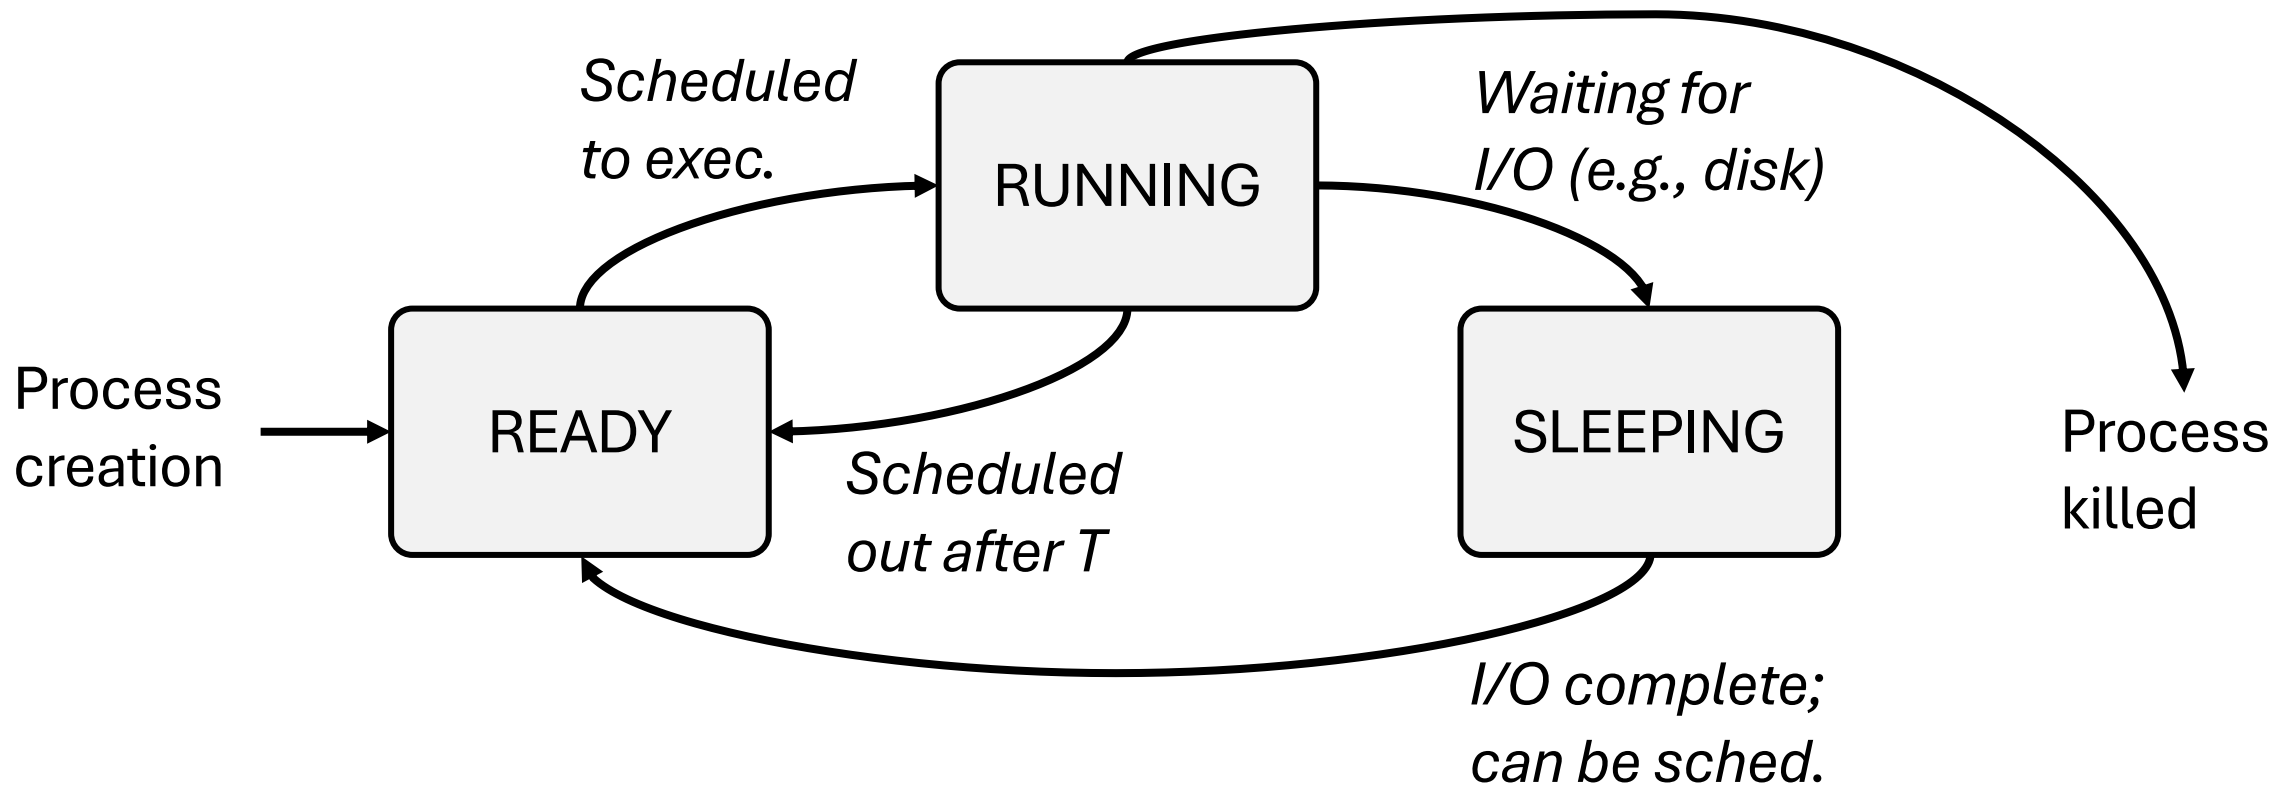 Scheduled
to exec.
RUNNING
Waiting for
I/O (e.g., disk)
Process
creation
READY
Scheduled
out after T
SLEEPING
Process
killed
I/O complete;
can be sched.